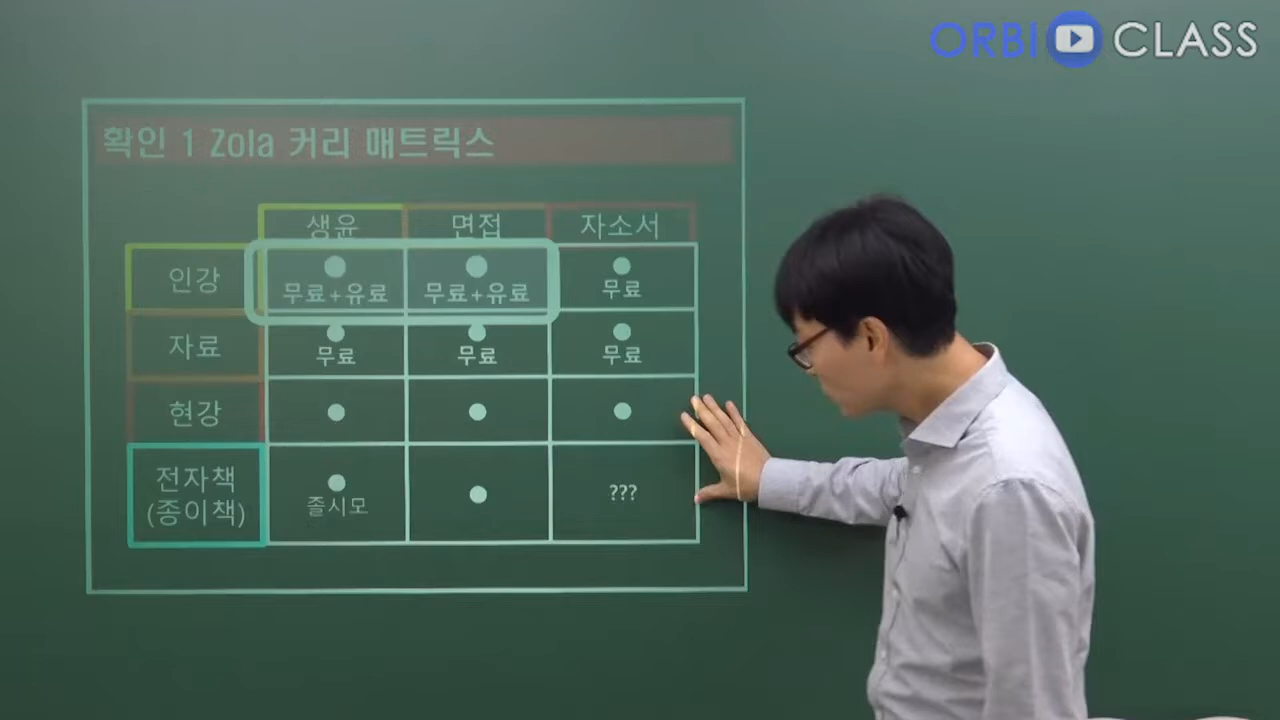 ORBI CLASS
확인 1 Zola 커리 매트릭스
생윤 면접 자소서
인강 무료+유료 무료+유료 무료
자료 무료 무료 무료
현강
전자책
(종이책) 졸시모 ???